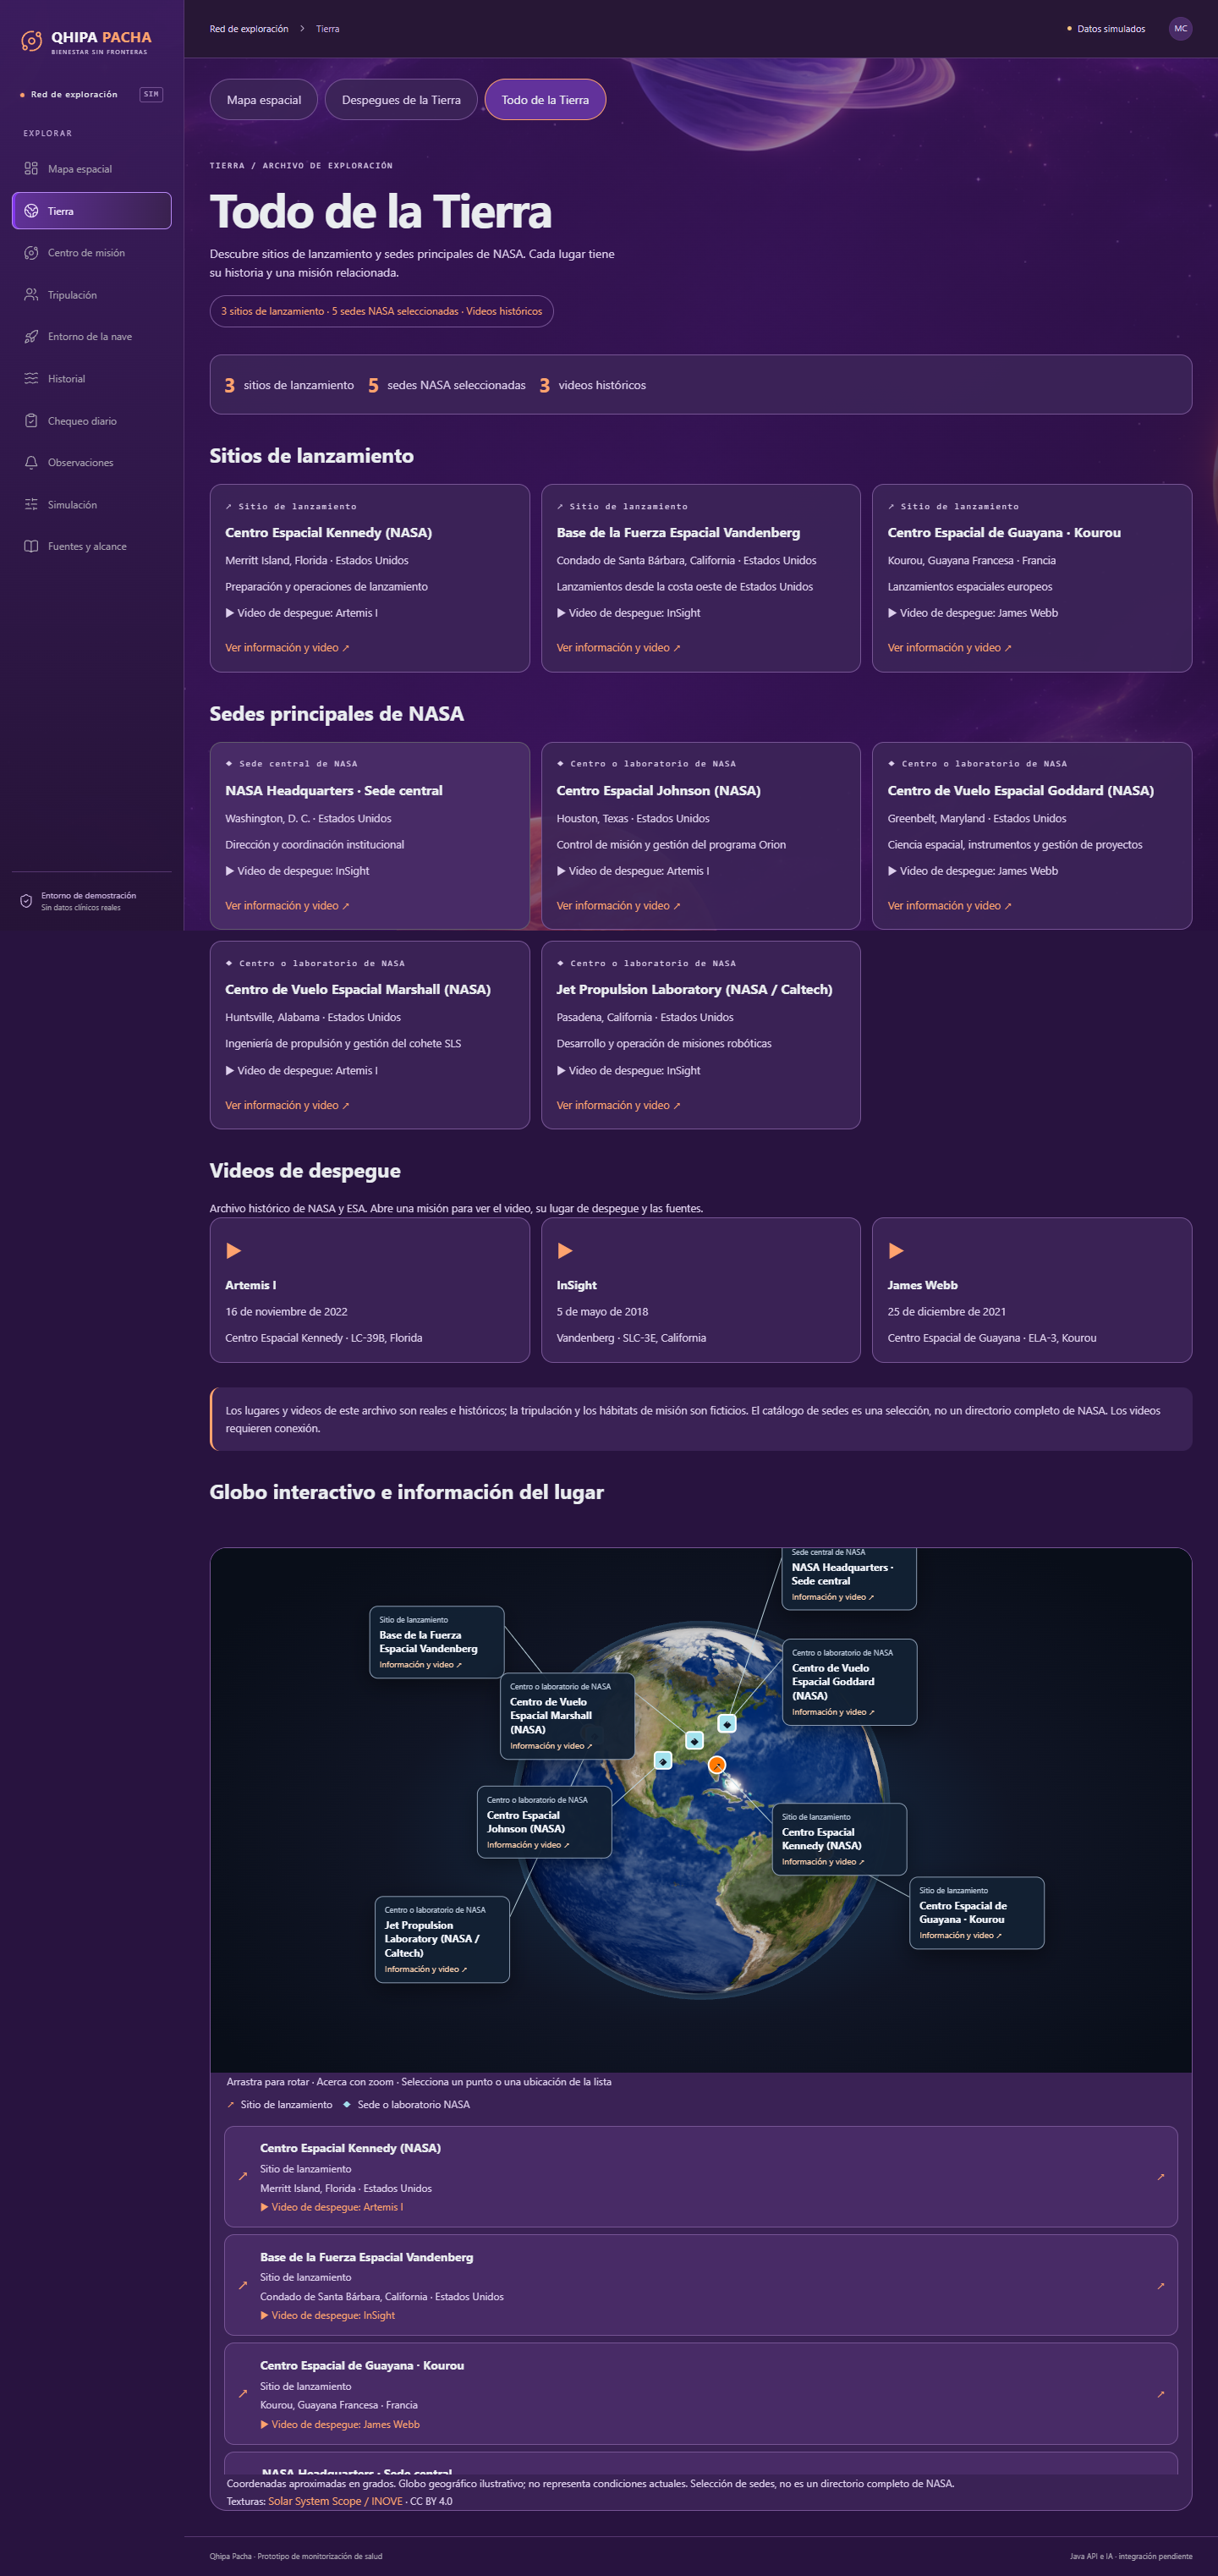 QHIPA PACHA
BIENESTAR SIN FRONTERAS
Red de exploración
SIM
EXPLORAR
Mapa espacial
Tierra
Centro de misión
Tripulación
Entorno de la nave
Historial
Chequeo diario
Observaciones
Simulación
Fuentes y alcance
Entorno de demostración
Sin datos clínicos reales
Red de exploración > Tierra
Datos simulados
MC
Mapa espacial
Despegues de la Tierra
Todo de la Tierra
TIERRA / ARCHIVO DE EXPLORACIÓN
Todo de la Tierra
Descubre sitios de lanzamiento y sedes principales de NASA. Cada lugar tiene
su historia y una misión relacionada.
3 sitios de lanzamiento · 5 sedes NASA seleccionadas · Videos históricos
3 sitios de lanzamiento 5 sedes NASA seleccionadas 3 videos históricos
Sitios de lanzamiento
↗ Sitio de lanzamiento
Centro Espacial Kennedy (NASA)
Merritt Island, Florida · Estados Unidos
Preparación y operaciones de lanzamiento
▶ Video de despegue: Artemis I
Ver información y video ↗
↗ Sitio de lanzamiento
Base de la Fuerza Espacial Vandenberg
Condado de Santa Bárbara, California · Estados Unidos
Lanzamientos desde la costa oeste de Estados Unidos
▶ Video de despegue: InSight
Ver información y video ↗
↗ Sitio de lanzamiento
Centro Espacial de Guayana · Kourou
Kourou, Guayana Francesa · Francia
Lanzamientos espaciales europeos
▶ Video de despegue: James Webb
Ver información y video ↗
Sedes principales de NASA
◆ Sede central de NASA
NASA Headquarters · Sede central
Washington, D. C. · Estados Unidos
Dirección y coordinación institucional
▶ Video de despegue: InSight
Ver información y video ↗
◆ Centro o laboratorio de NASA
Centro Espacial Johnson (NASA)
Houston, Texas · Estados Unidos
Control de misión y gestión del programa Orion
▶ Video de despegue: Artemis I
Ver información y video ↗
◆ Centro o laboratorio de NASA
Centro de Vuelo Espacial Goddard (NASA)
Greenbelt, Maryland · Estados Unidos
Ciencia espacial, instrumentos y gestión de proyectos
▶ Video de despegue: James Webb
Ver información y video ↗
◆ Centro o laboratorio de NASA
Centro de Vuelo Espacial Marshall (NASA)
Huntsville, Alabama · Estados Unidos
Ingeniería de propulsión y gestión del cohete SLS
▶ Video de despegue: Artemis I
Ver información y video ↗
◆ Centro o laboratorio de NASA
Jet Propulsion Laboratory (NASA / Caltech)
Pasadena, California · Estados Unidos
Desarrollo y operación de misiones robóticas
▶ Video de despegue: InSight
Ver información y video ↗
Videos de despegue
Archivo histórico de NASA y ESA. Abre una misión para ver el video, su lugar de despegue y las fuentes.
▶
Artemis I
16 de noviembre de 2022
Centro Espacial Kennedy · LC-39B, Florida
▶
InSight
5 de mayo de 2018
Vandenberg · SLC-3E, California
▶
James Webb
25 de diciembre de 2021
Centro Espacial de Guayana · ELA-3, Kourou
Los lugares y videos de este archivo son reales e históricos; la tripulación y los hábitats de misión son ficticios. El catálogo de sedes es una selección, no un directorio completo de NASA. Los videos
requieren conexión.
Globo interactivo e información del lugar
Sede central de NASA
NASA Headquarters ·
Sede central
Información y video ↗
Sitio de lanzamiento
Base de la Fuerza
Espacial Vandenberg
Información y video ↗
Centro o laboratorio de NASA
Centro de Vuelo
Espacial Goddard
(NASA)
Información y video ↗
Centro o laboratorio de NASA
Centro de Vuelo
Espacial Marshall
(NASA)
Información y video ↗
Centro o laboratorio de NASA
Centro Espacial
Johnson (NASA)
Información y video ↗
Sitio de lanzamiento
Centro Espacial
Kennedy (NASA)
Información y video ↗
Sitio de lanzamiento
Centro Espacial de
Guayana · Kourou
Información y video ↗
Centro o laboratorio de NASA
Jet Propulsion
Laboratory (NASA /
Caltech)
Información y video ↗
Arrastra para rotar · Acerca con zoom · Selecciona un punto o una ubicación de la lista
↗ Sitio de lanzamiento ◆ Sede o laboratorio NASA
Centro Espacial Kennedy (NASA)
Sitio de lanzamiento
Merritt Island, Florida · Estados Unidos
▶ Video de despegue: Artemis I
Base de la Fuerza Espacial Vandenberg
Sitio de lanzamiento
Condado de Santa Bárbara, California · Estados Unidos
▶ Video de despegue: InSight
Centro Espacial de Guayana · Kourou
Sitio de lanzamiento
Kourou, Guayana Francesa · Francia
▶ Video de despegue: James Webb
NASA Headquarters · Sede central
Coordenadas aproximadas en grados. Globo geográfico ilustrativo; no representa condiciones actuales. Selección de sedes, no es un directorio completo de NASA.
Texturas: Solar System Scope / INOVE · CC BY 4.0
Qhipa Pacha · Prototipo de monitorización de salud
Java API e IA · integración pendiente